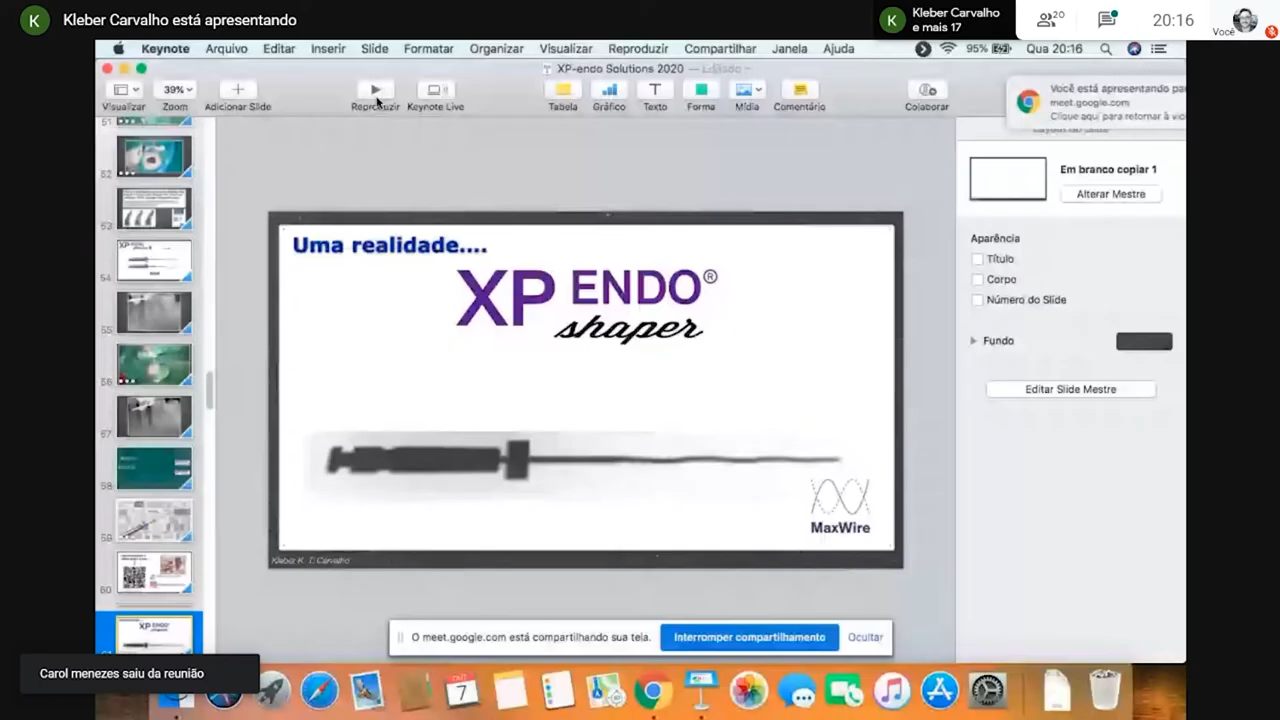 K Kleber Carvalho está apresentando
K Kleber Carvalho
e mais 17
20
20:16
Você
Keynote Arquivo Editar Inserir Slide Formatar Organizar Visualizar Reproduzir Compartilhar Janela Ajuda
95% Qua 20:16
XP-endo Solutions 2020 — Editado
39%
Visualizar Zoom Adicionar Slide Reproduzir Keynote Live Tabela Gráfico Texto Forma Mídia Comentário Colaborar
Você está apresentando
meet.google.com
Clique aqui para retornar à
Em branco copiar 1
Alterar Mestre
Aparência
Título
Corpo
Número do Slide
Fundo
Editar Slide Mestre
51
52
53
54
55
56
57
58
59
60
Uma realidade....
XP ENDO®
shaper
MaxWire
Kleber K. T. Carvalho
O meet.google.com está compartilhando sua tela. Interromper compartilhamento Ocultar
Carol menezes saiu da reunião
OUT
7